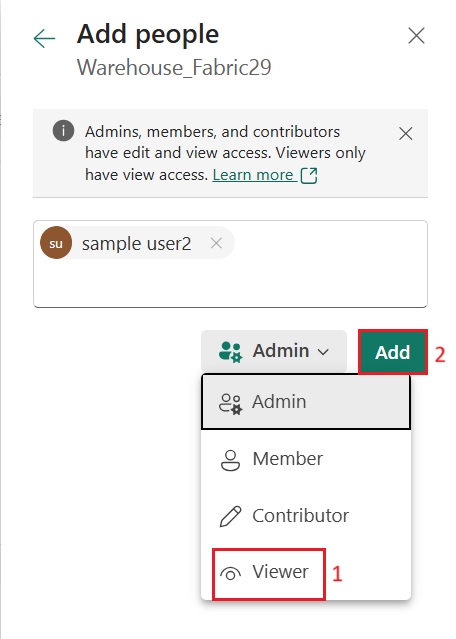 Add people
Warehouse_Fabric29
Admins, members, and contributors
have edit and view access. Viewers only
have view access. Learn more
su sample user2
Admin Add 2
Admin
Member
Contributor
Viewer 1